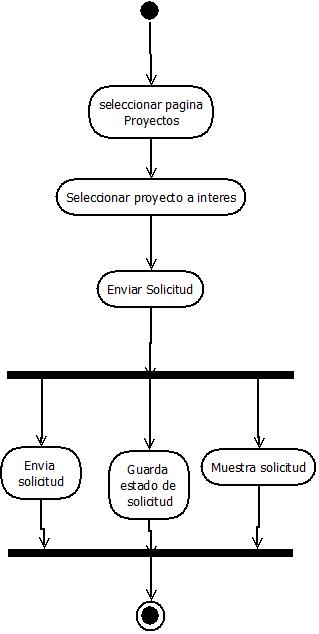 seleccionar pagina
Proyectos
Seleccionar proyecto a interes
Enviar Solicitud
Envia
solicitud
Guarda
estado de
solicitud
Muestra solicitud